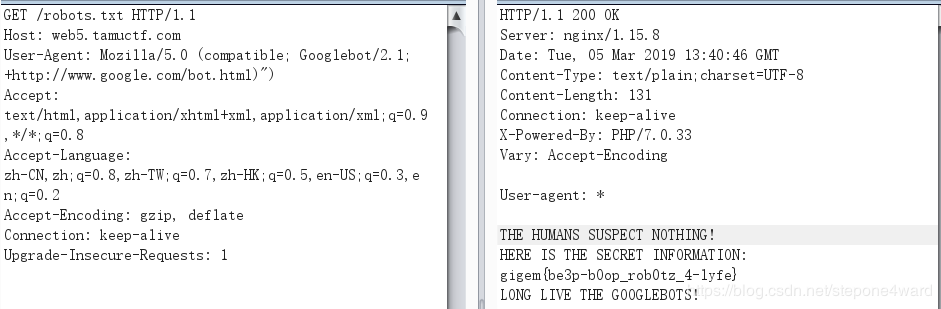 GET /robots.txt HTTP/1.1
Host: web5.tamuctf.com
User-Agent: Mozilla/5.0 (compatible; Googlebot/2.1;
+http://www.google.com/bot.html)")
Accept:
text/html,application/xhtml+xml,application/xml;q=0.9
,*/*;q=0.8
Accept-Language:
zh-CN,zh;q=0.8,zh-TW;q=0.7,zh-HK;q=0.5,en-US;q=0.3,e
n;q=0.2
Accept-Encoding: gzip, deflate
Connection: keep-alive
Upgrade-Insecure-Requests: 1
HTTP/1.1 200 OK
Server: nginx/1.15.8
Date: Tue, 05 Mar 2019 13:40:46 GMT
Content-Type: text/plain;charset=UTF-8
Content-Length: 131
Connection: keep-alive
X-Powered-By: PHP/7.0.33
Vary: Accept-Encoding
User-agent: *
THE HUMANS SUSPECT NOTHING!
HERE IS THE SECRET INFORMATION:
gigem{be3p-b0op_rob0tz_4-lyfe}
LONG LIVE THE GOOGLEBOTS!
https://blog.csdn.net/stepone4ward